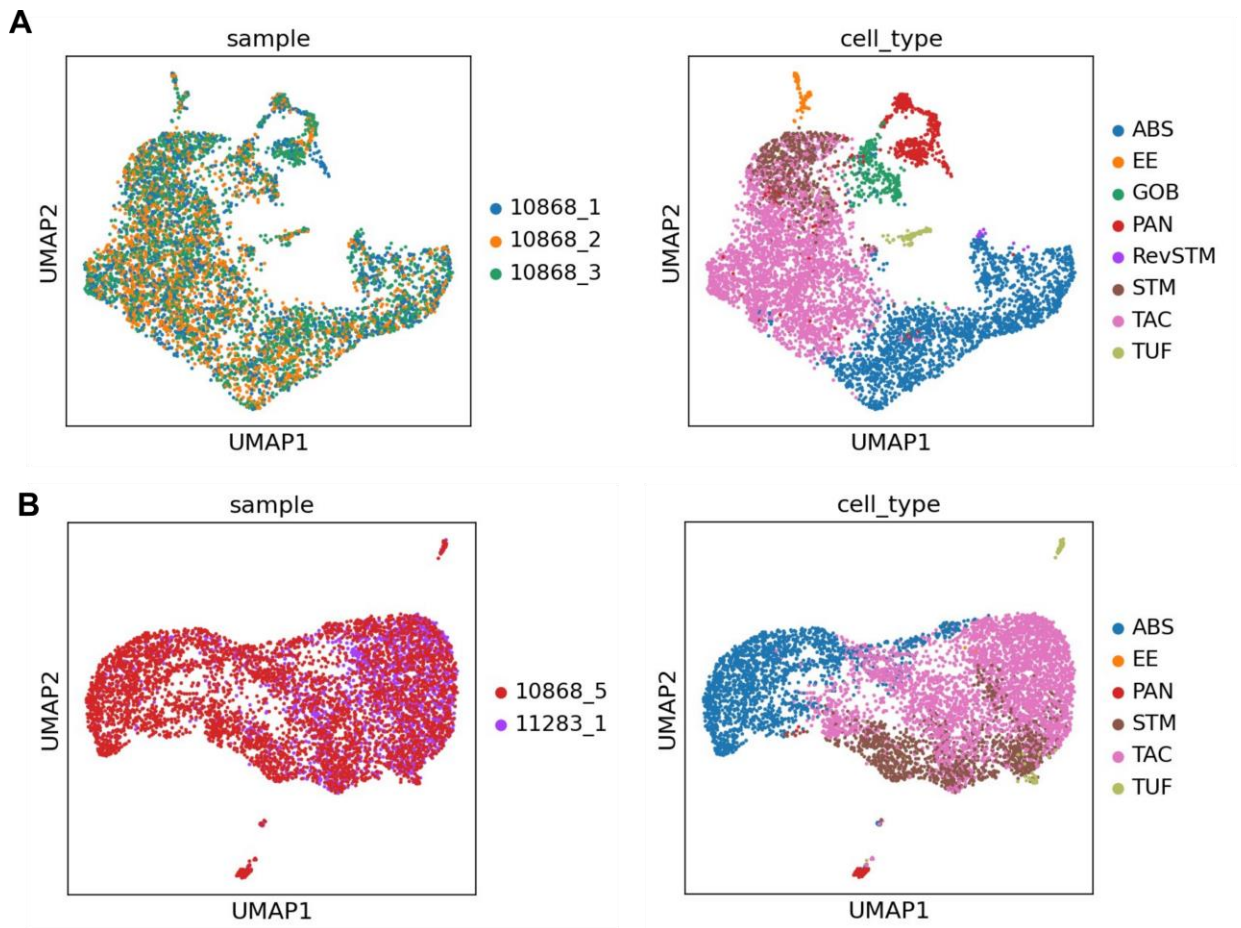 A
sample
cell_type
UMAP2
10868_1
10868_2
10868_3
UMAP1
UMAP2
ABS
EE
GOB
PAN
RevSTM
STM
TAC
TUF
UMAP1
B
sample
cell_type
UMAP2
10868_5
11283_1
UMAP1
UMAP2
ABS
EE
PAN
STM
TAC
TUF
UMAP1